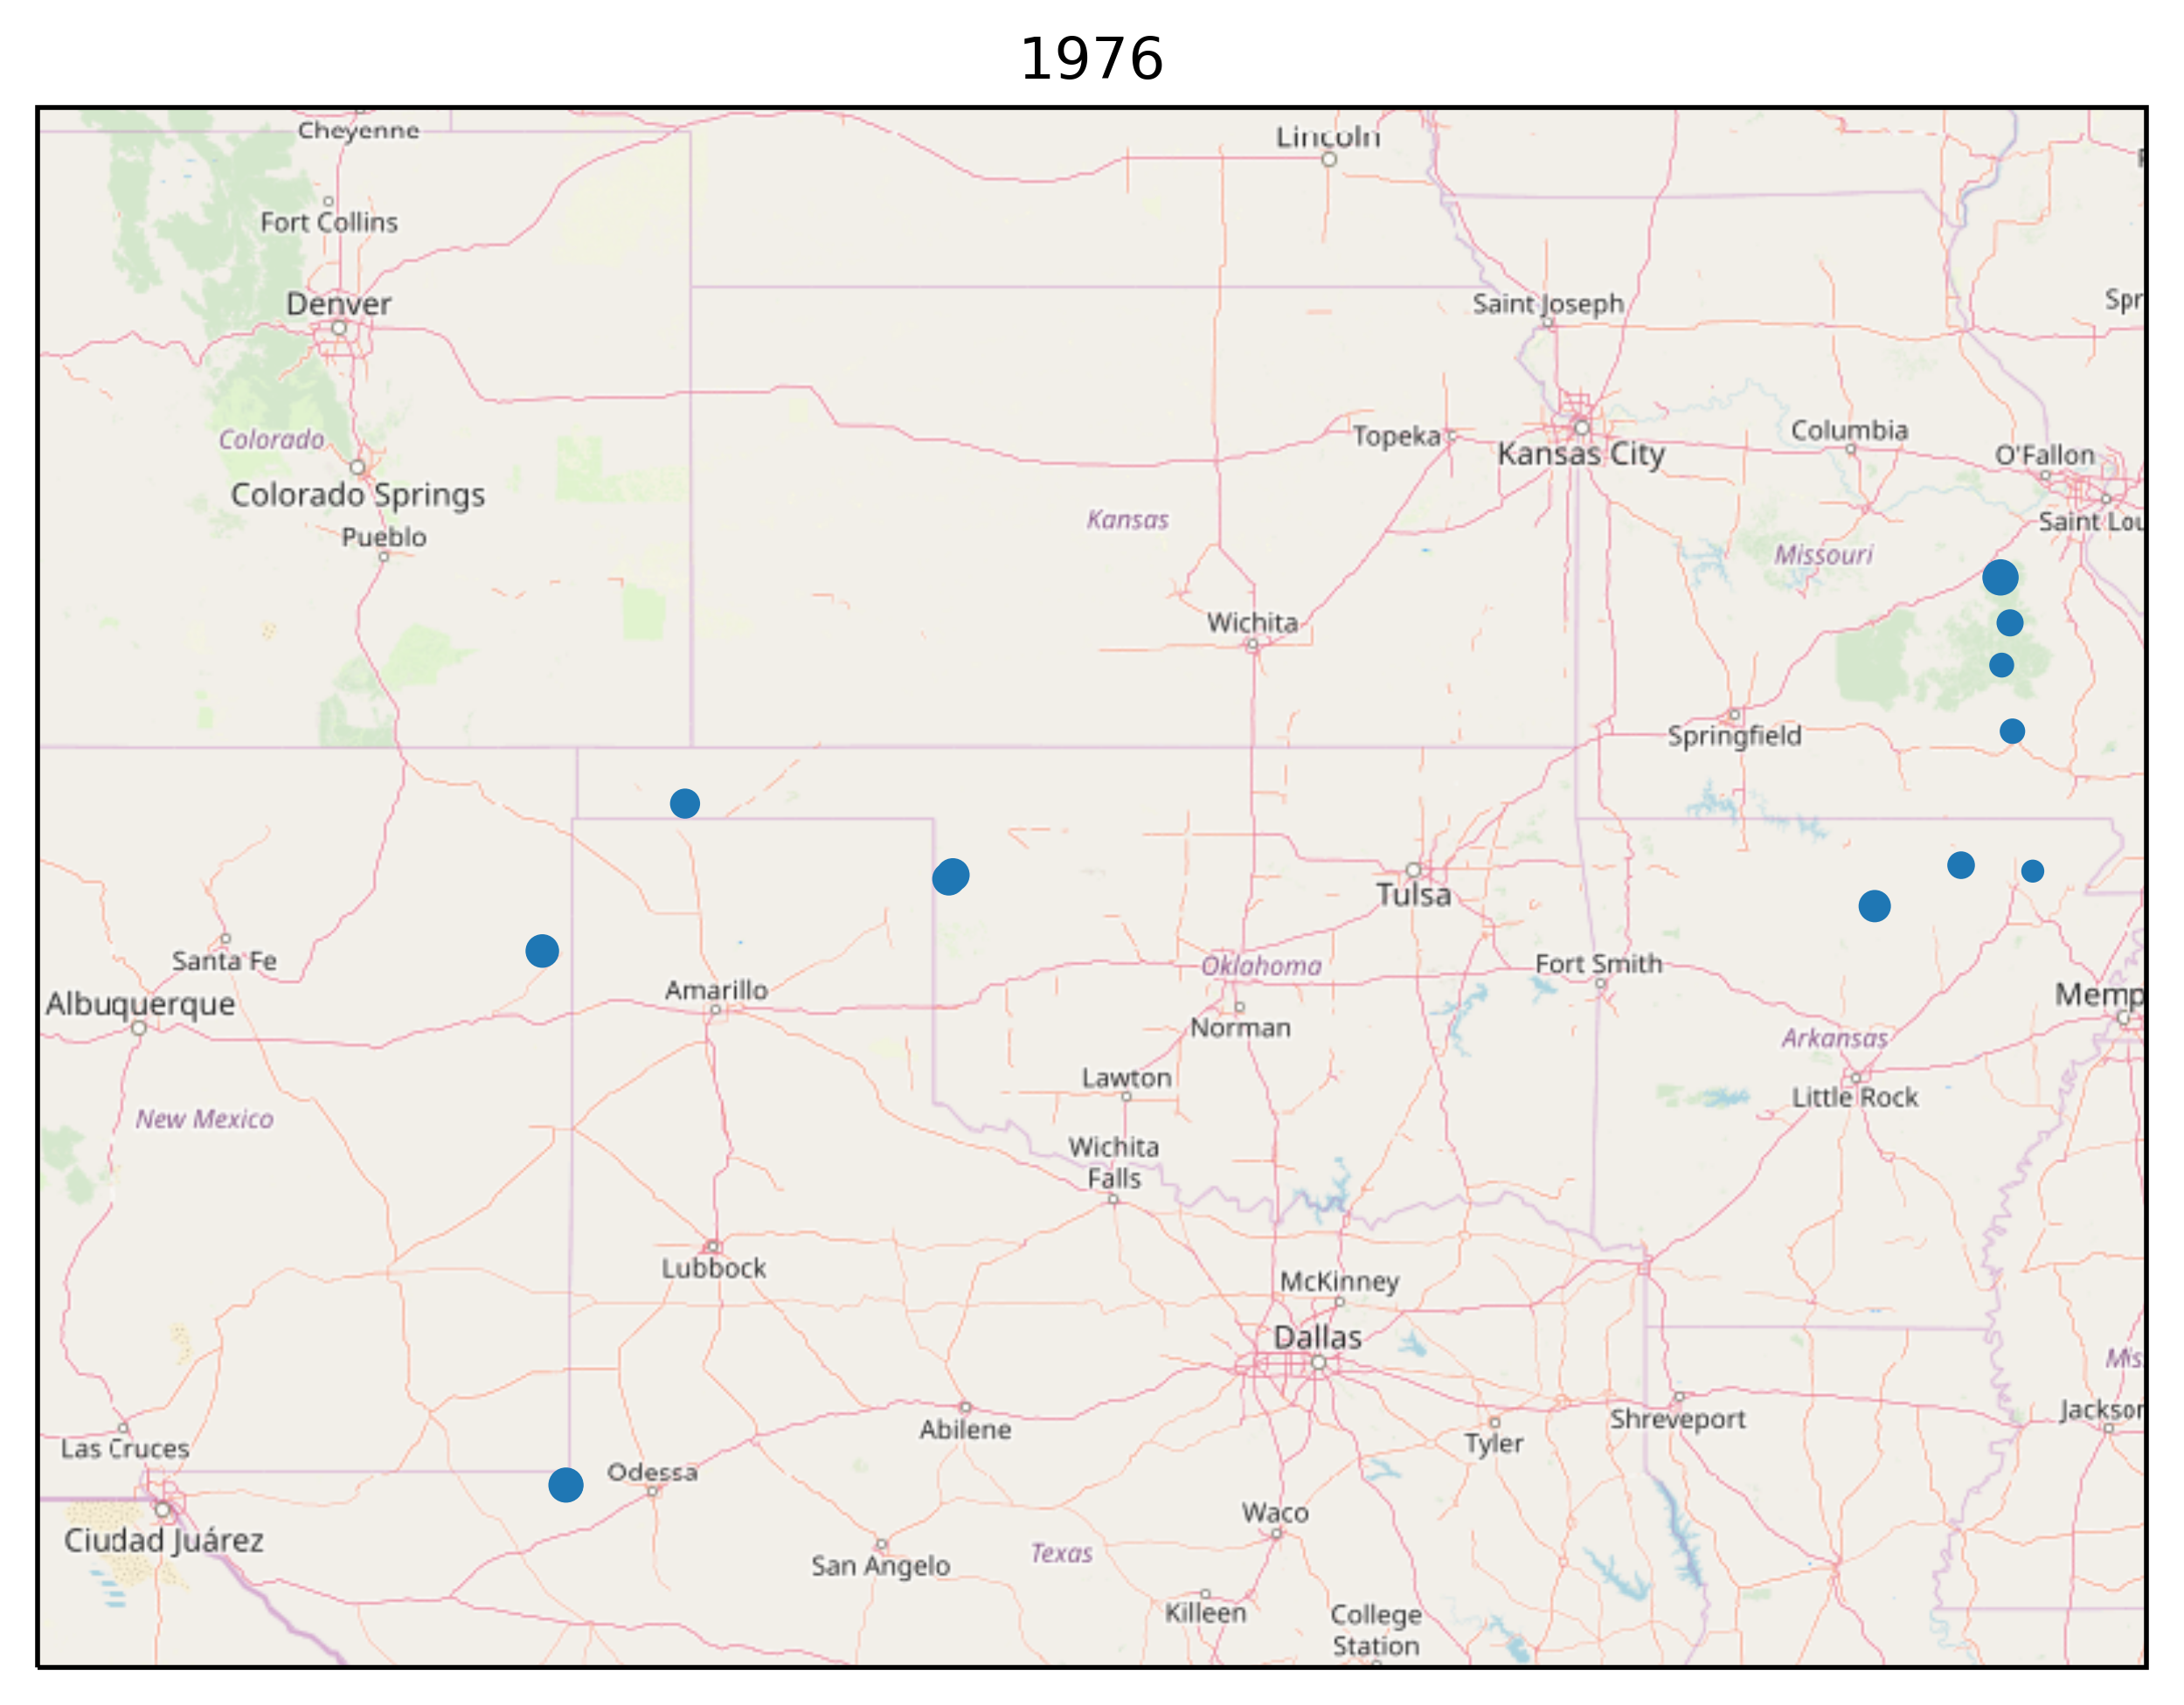 1976
Cheyenne
Lincoln
Fort Collins
Denver
Saint Joseph
Spr
Colorado
Topeka
Kansas City
Columbia
O'Fallon
Colorado Springs
Kansas
Saint Lou
Pueblo
Missouri
Wichita
Springfield
Tulsa
Santa Fe
Oklahoma
Fort Smith
Albuquerque
Amarillo
Memp
Norman
Arkansas
Lawton
Little Rock
New Mexico
Wichita
Falls
Lubbock
McKinney
Dallas
Mis
Abilene
Shreveport
Jackson
Las Cruces
Tyler
Odessa
Waco
Ciudad Juárez
San Angelo
Texas
Killeen
College
Station